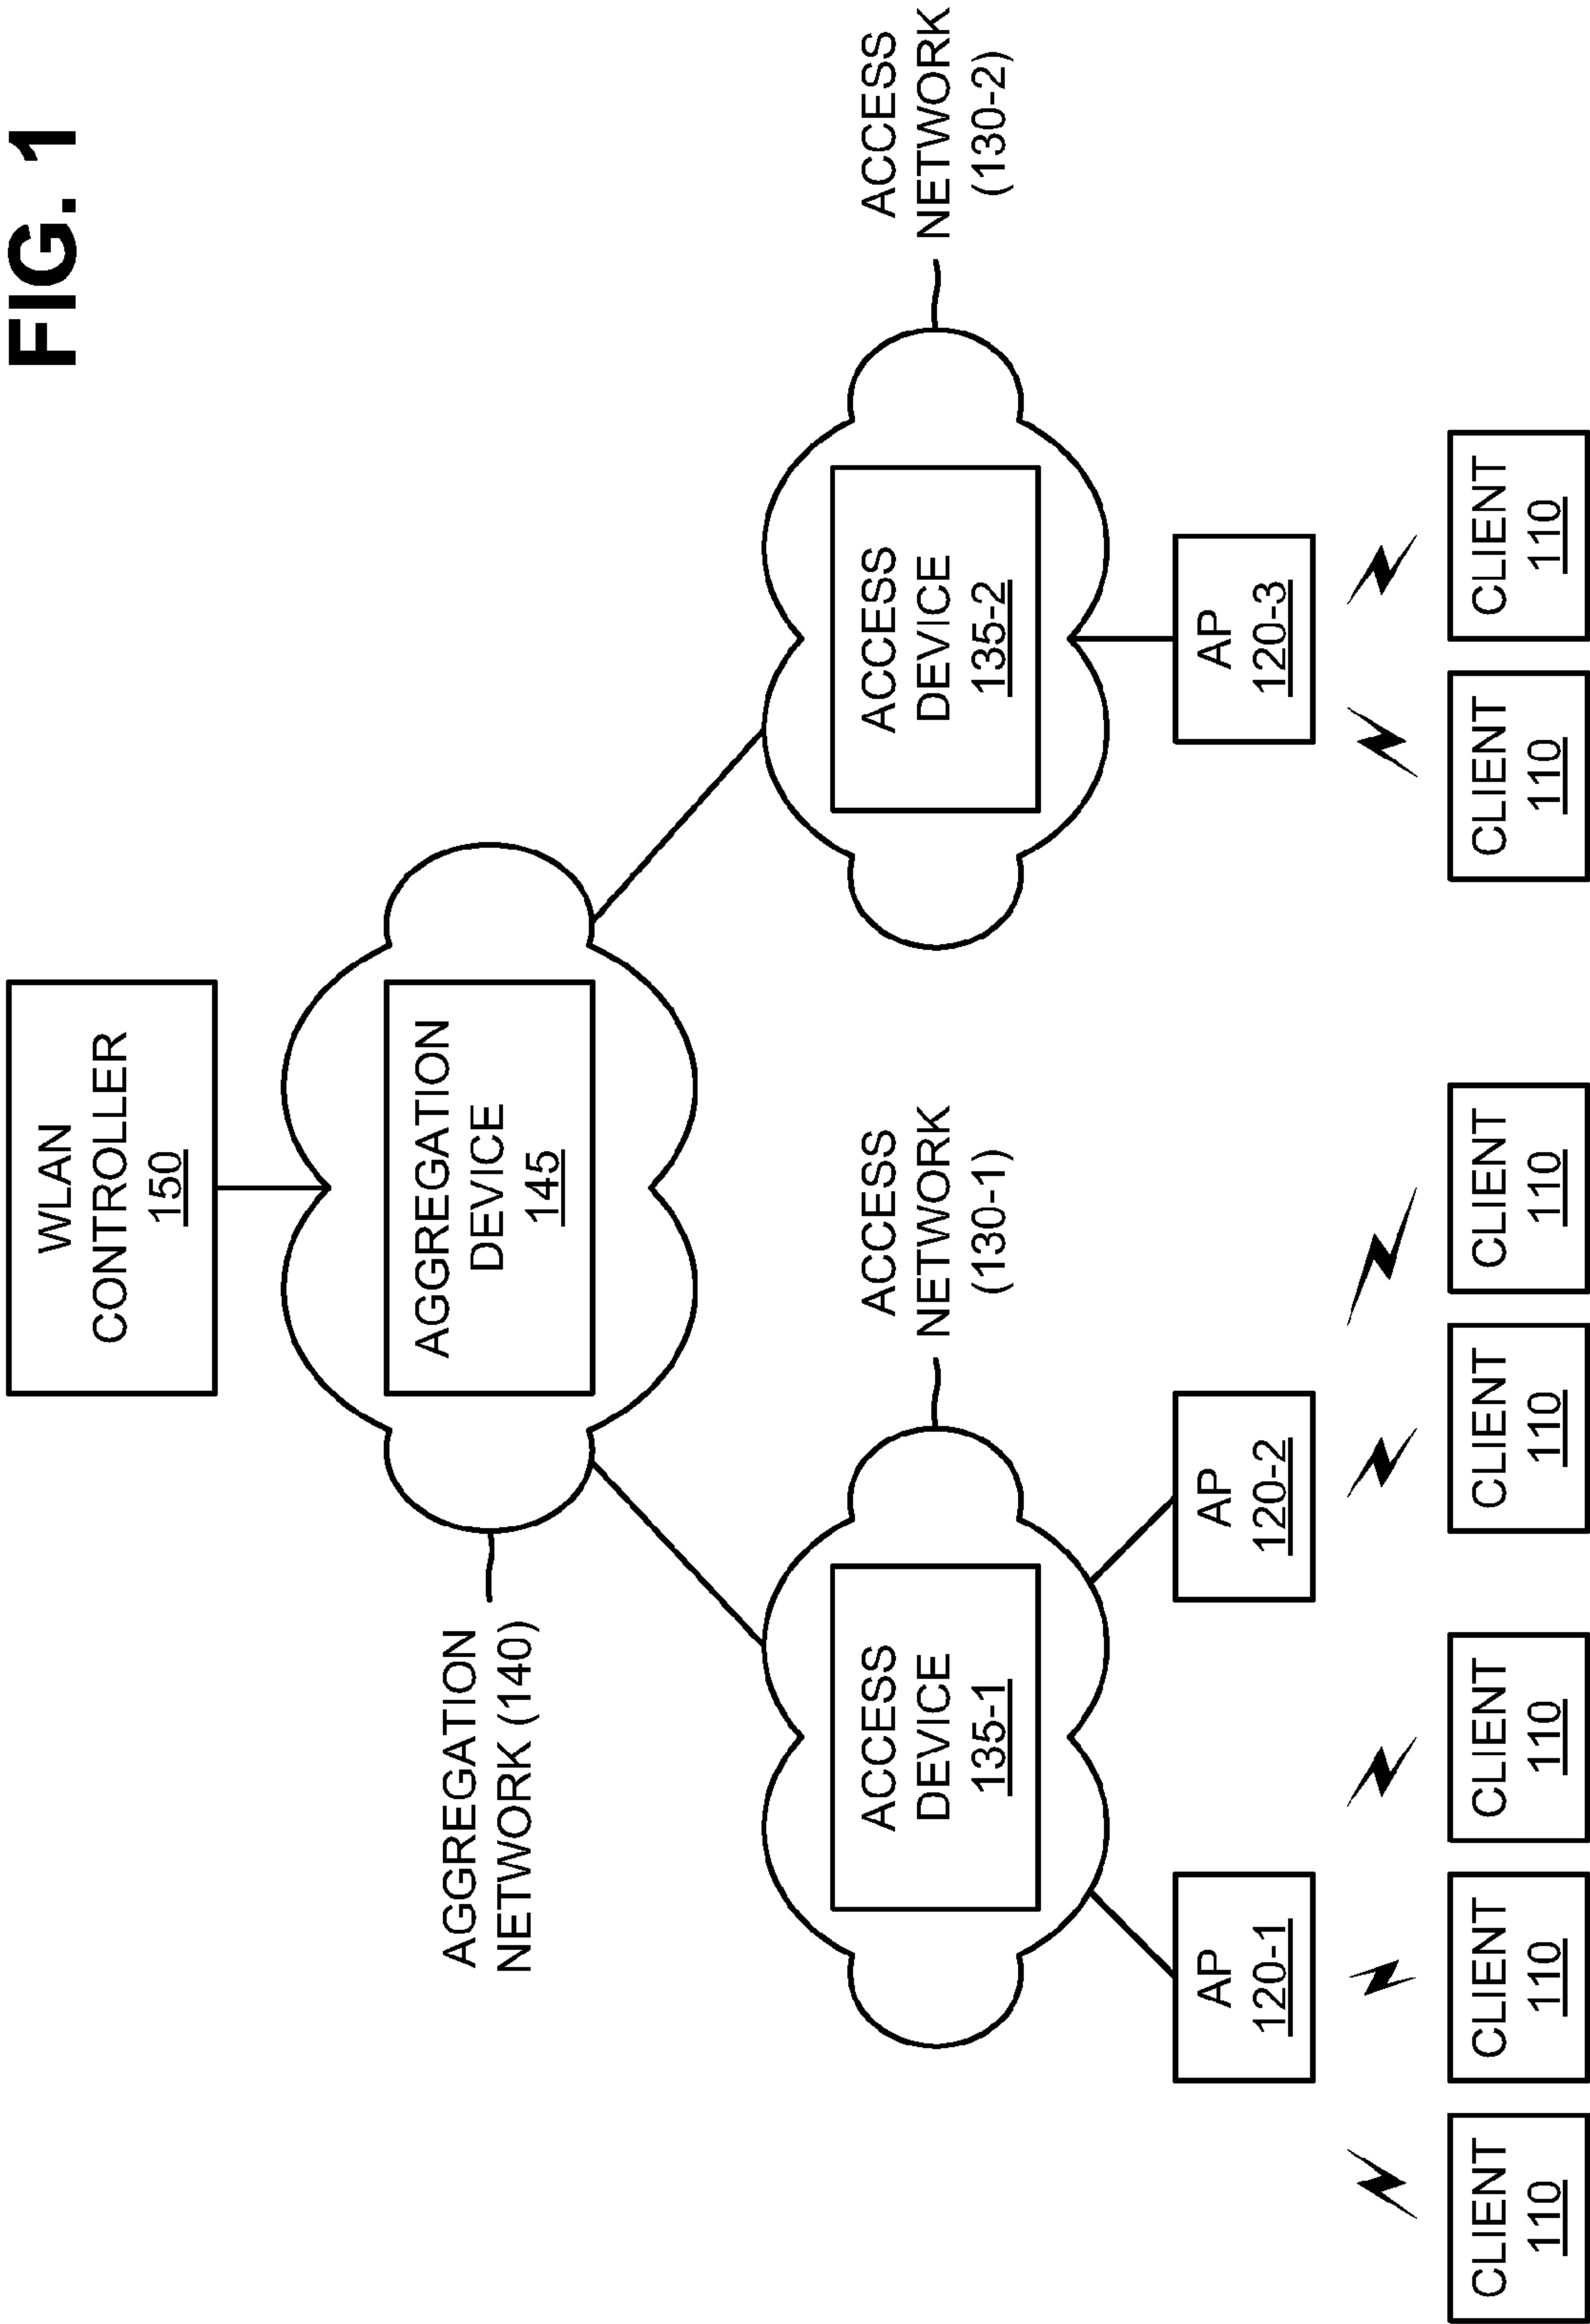 FIG. 1
WLAN
CONTROLLER
150
AGGREGATION
NETWORK (140)
AGGREGATION
DEVICE
145
ACCESS
DEVICE
135-1
ACCESS
NETWORK
(130-1)
ACCESS
DEVICE
135-2
ACCESS
NETWORK
(130-2)
AP
120-1
AP
120-2
AP
120-3
CLIENT
110
CLIENT
110
CLIENT
110
CLIENT
110
CLIENT
110
CLIENT
110
CLIENT
110